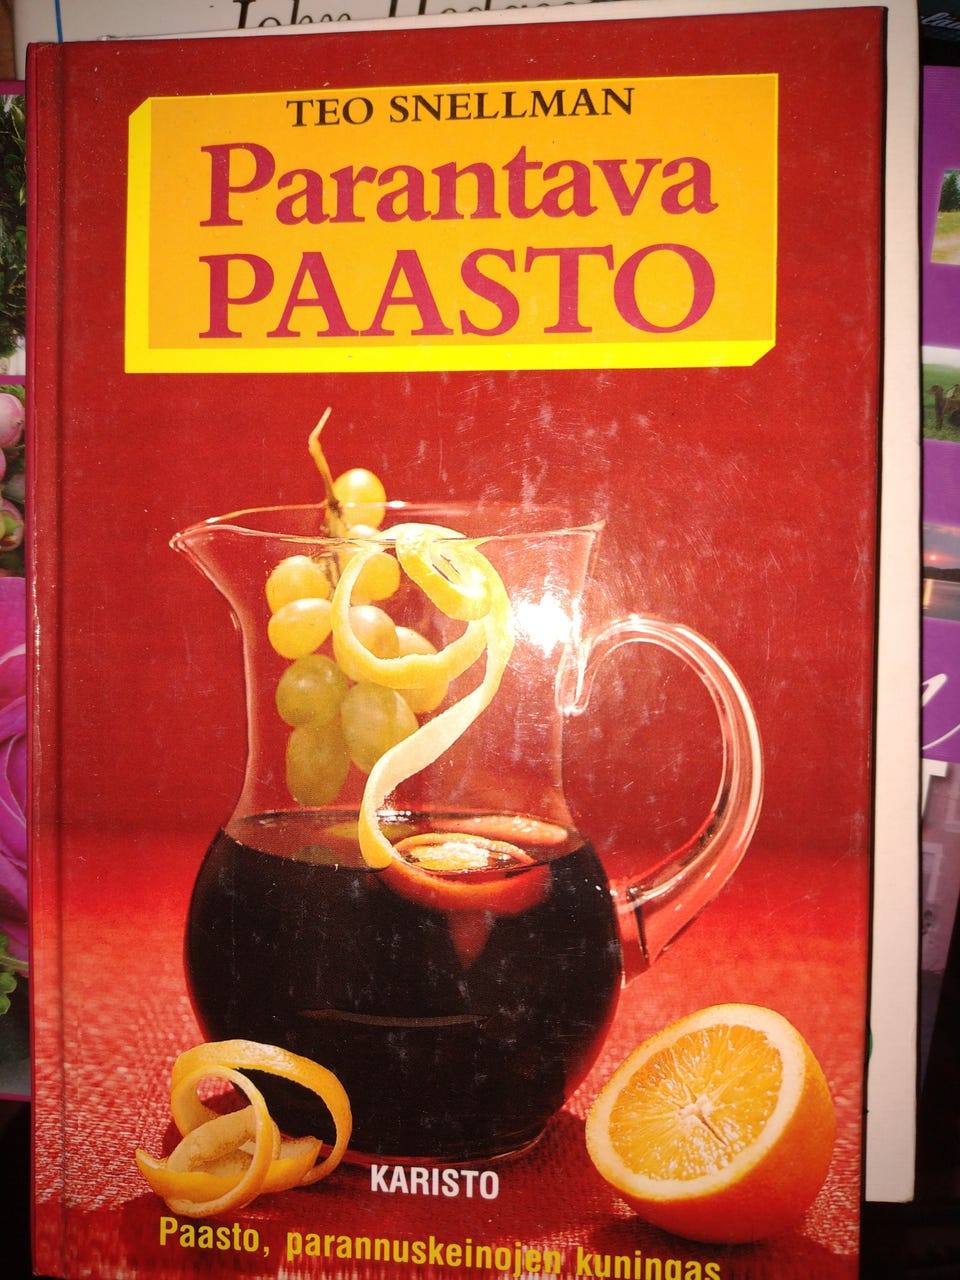 TEO SNELLMAN
Parantava
PAASTO
KARISTO
Paasto, parannuskeinojen kuningas